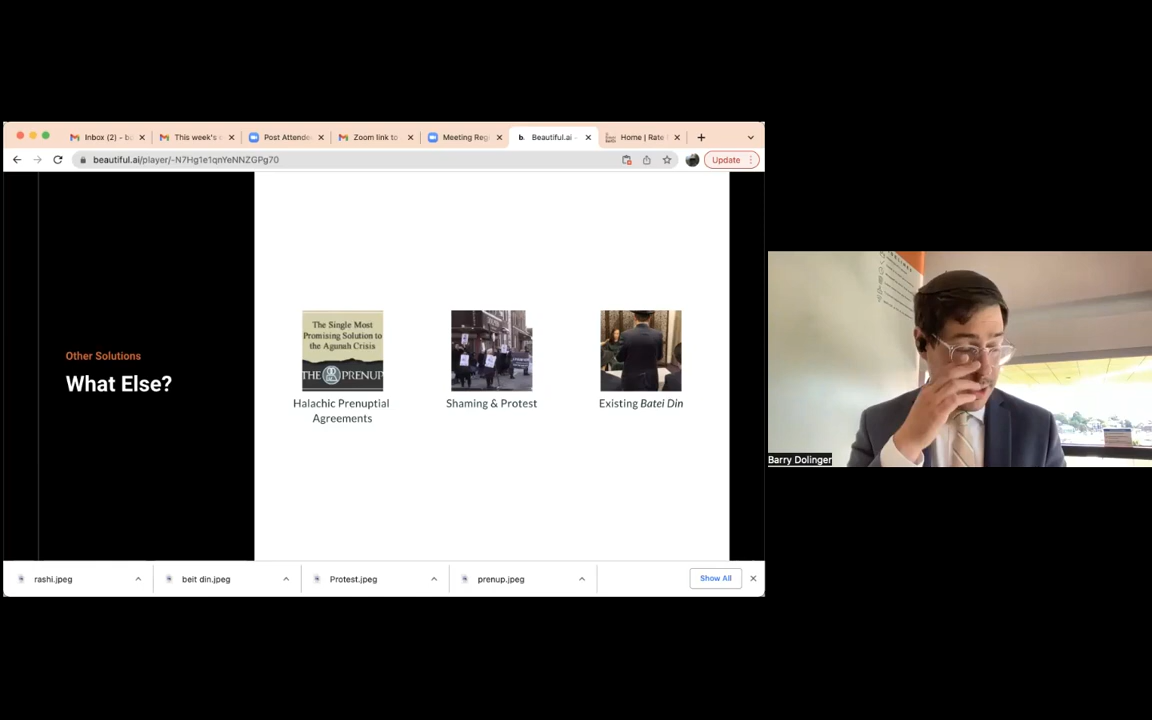 Inbox (2) - b
This week's
Post Attende
Zoom link to
Meeting Reg
b. Beautiful.ai -
Home | Rate
beautiful.ai/player/-N7Hg1e1qnYeNNZGPg70
Update
Other Solutions
What Else?
The Single Most
Promising Solution to
the Agunah Crisis
THE PRENUP
Halachic Prenuptial
Agreements
Shaming & Protest
Existing Batei Din
Barry Dolinger
rashi.jpeg
beit din.jpeg
Protest.jpeg
prenup.jpeg
Show All